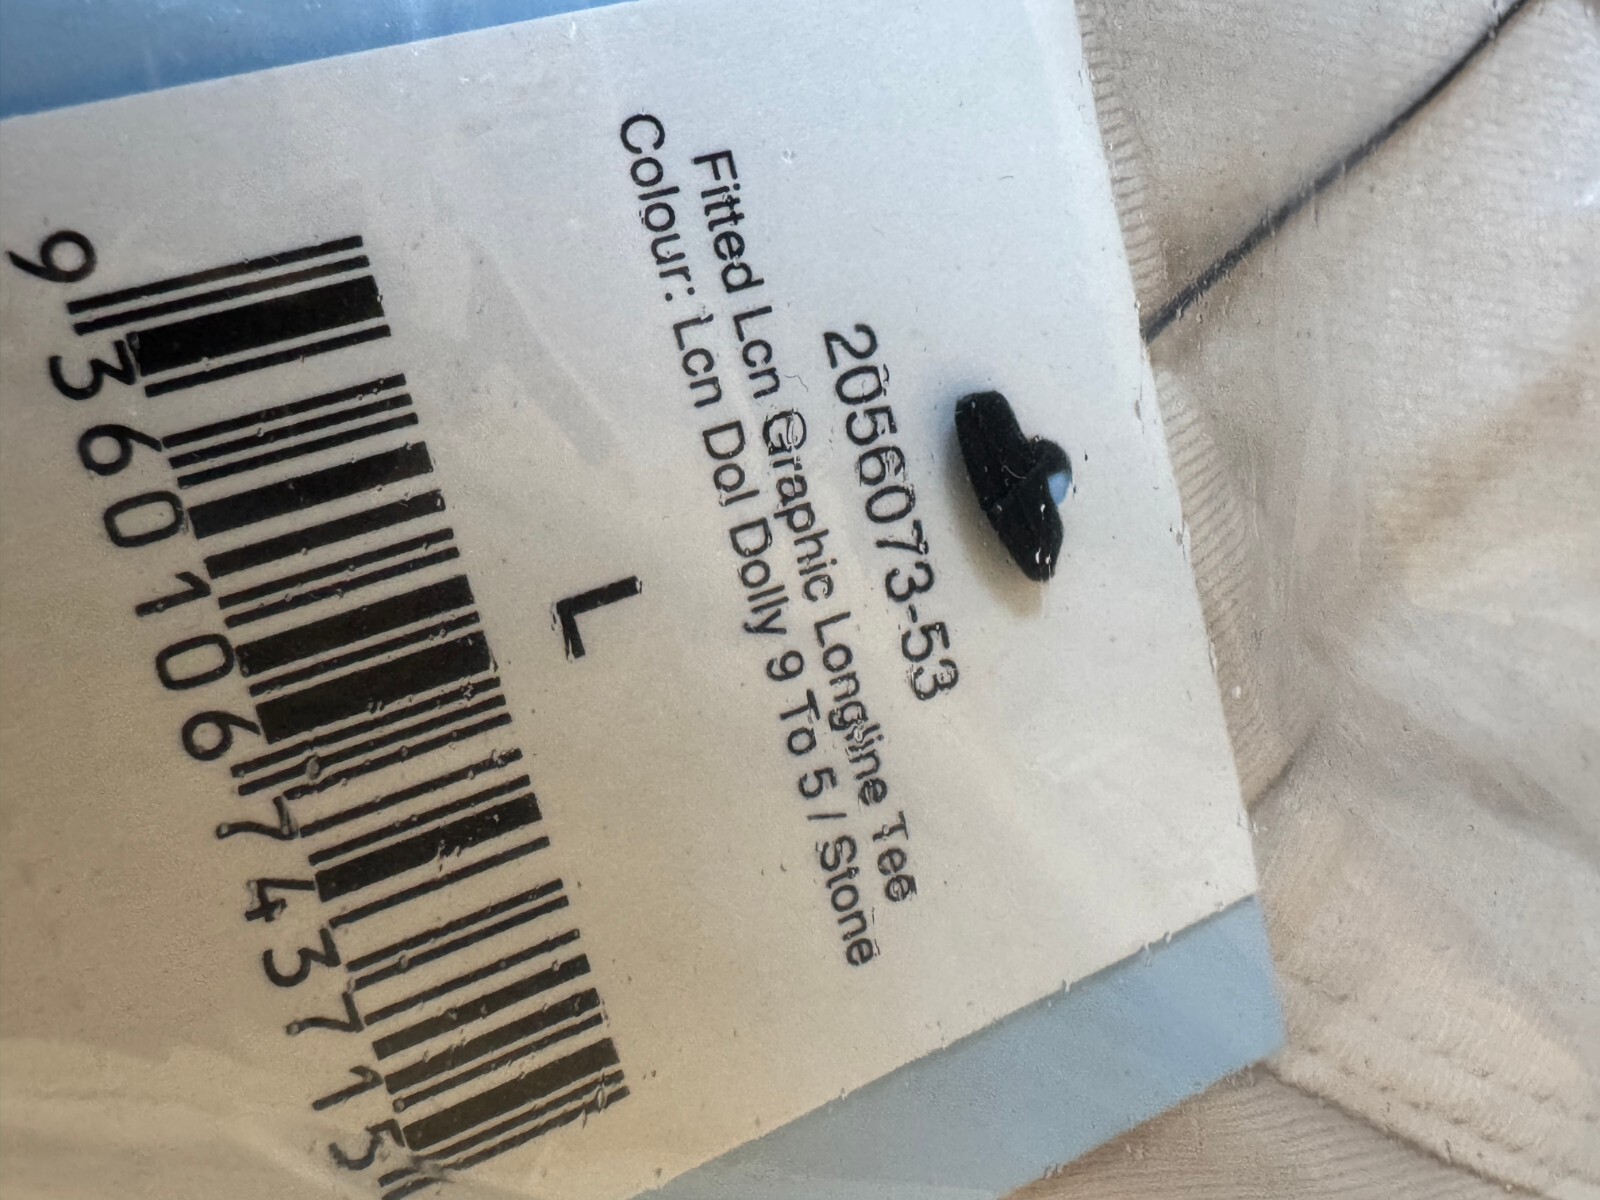 2056073-53
Fitted Lcn Graphic Longline Tee
Colour: Lcn Dol Dolly 9 To 5 / Stone
L
9360106743715